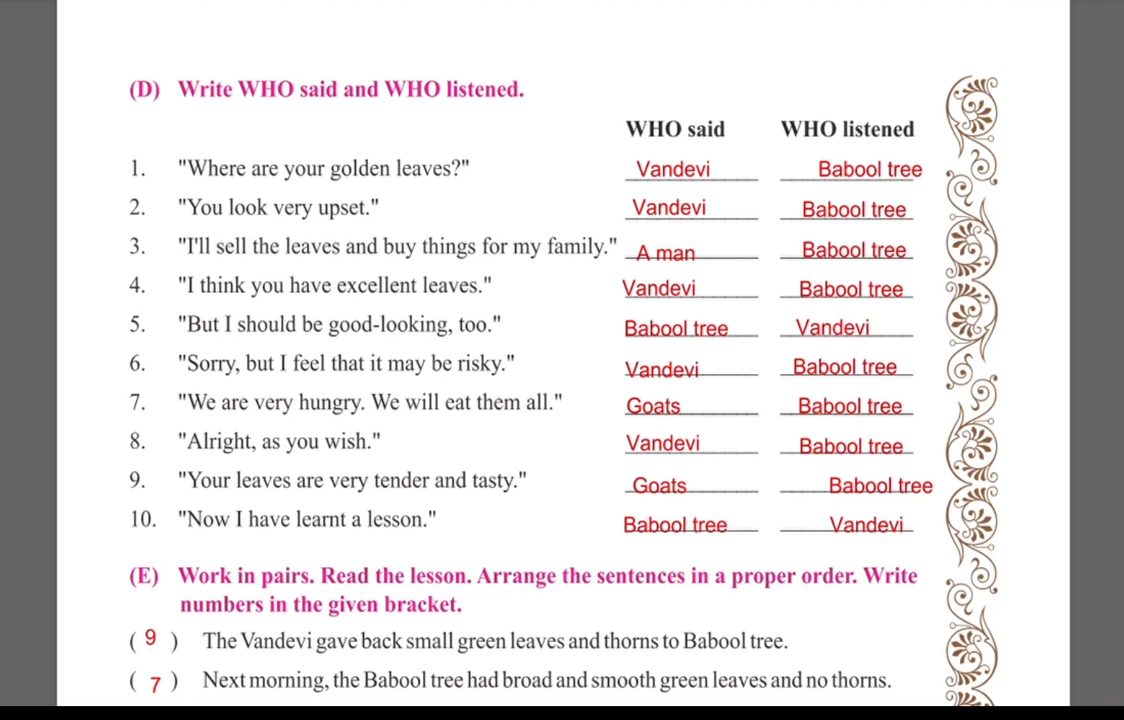 (D) Write WHO said and WHO listened.
WHO said WHO listened
1. "Where are your golden leaves?" Vandevi Babool tree
2. "You look very upset." Vandevi Babool tree
3. "I'll sell the leaves and buy things for my family." A man Babool tree
4. "I think you have excellent leaves." Vandevi Babool tree
5. "But I should be good-looking, too." Babool tree Vandevi
6. "Sorry, but I feel that it may be risky." Vandevi Babool tree
7. "We are very hungry. We will eat them all." Goats Babool tree
8. "Alright, as you wish." Vandevi Babool tree
9. "Your leaves are very tender and tasty." Goats Babool tree
10. "Now I have learnt a lesson." Babool tree Vandevi
(E) Work in pairs. Read the lesson. Arrange the sentences in a proper order. Write
numbers in the given bracket.
( 9 ) The Vandevi gave back small green leaves and thorns to Babool tree.
( 7 ) Next morning, the Babool tree had broad and smooth green leaves and no thorns.